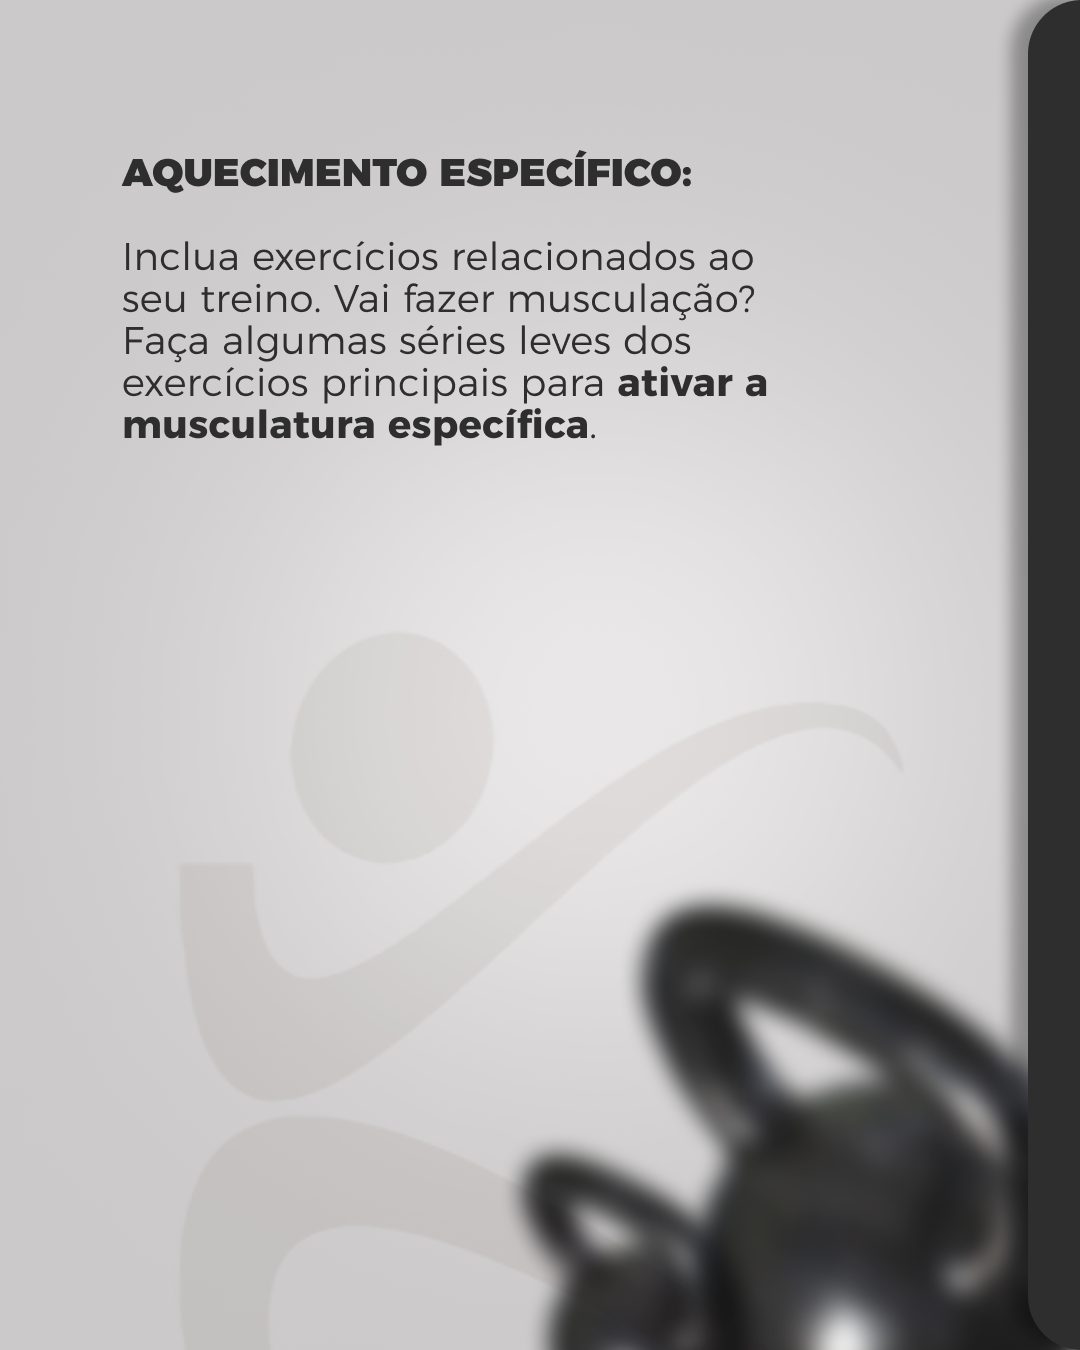 AQUECIMENTO ESPECÍFICO:
Inclua exercícios relacionados ao
seu treino. Vai fazer musculação?
Faça algumas séries leves dos
exercícios principais para ativar a
musculatura específica.